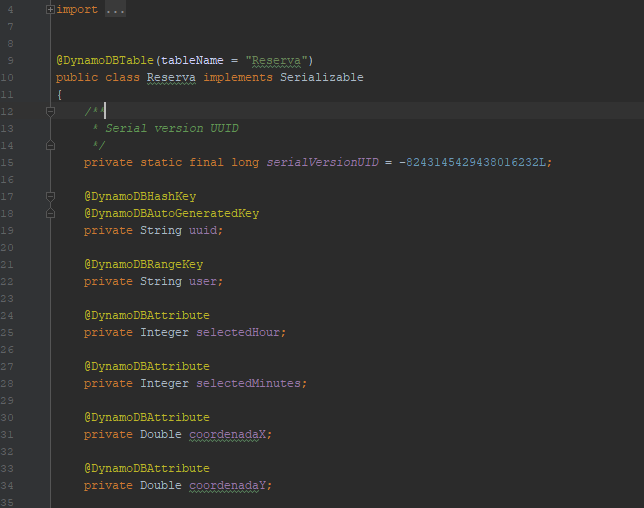 4 import ...
7
8
9 @DynamoDBTable(tableName = "Reserva")
10 public class Reserva implements Serializable
11 {
12 /**
13 * Serial version UUID
14 */
15 private static final long serialVersionUID = -8243145429438016232L;
16
17 @DynamoDBHashKey
18 @DynamoDBAutoGeneratedKey
19 private String uuid;
20
21 @DynamoDBRangeKey
22 private String user;
23
24 @DynamoDBAttribute
25 private Integer selectedHour;
26
27 @DynamoDBAttribute
28 private Integer selectedMinutes;
29
30 @DynamoDBAttribute
31 private Double coordenadaX;
32
33 @DynamoDBAttribute
34 private Double coordenadaY;
35